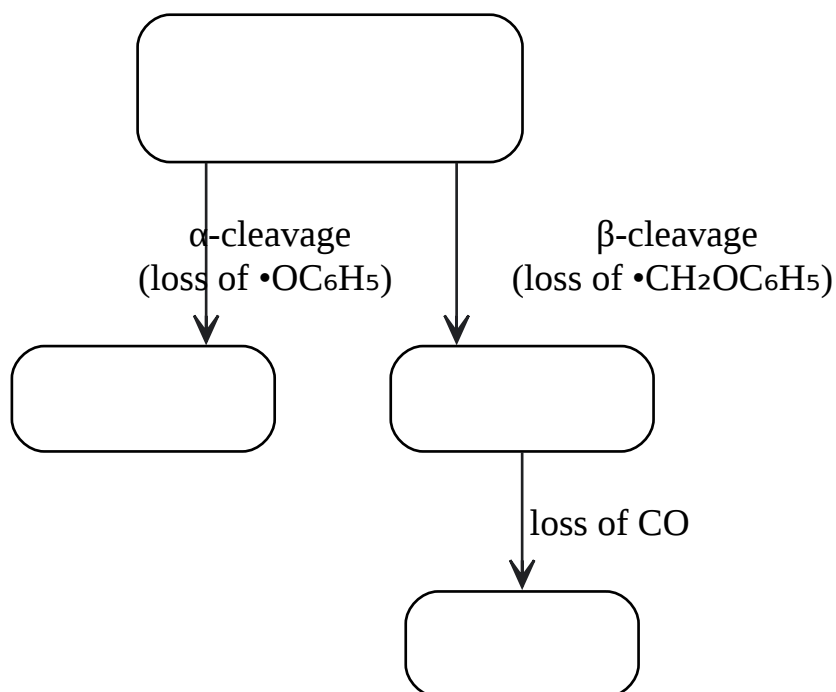 α-cleavage
(loss of •OC₆H₅)
β-cleavage
(loss of •CH₂OC₆H₅)
loss of CO